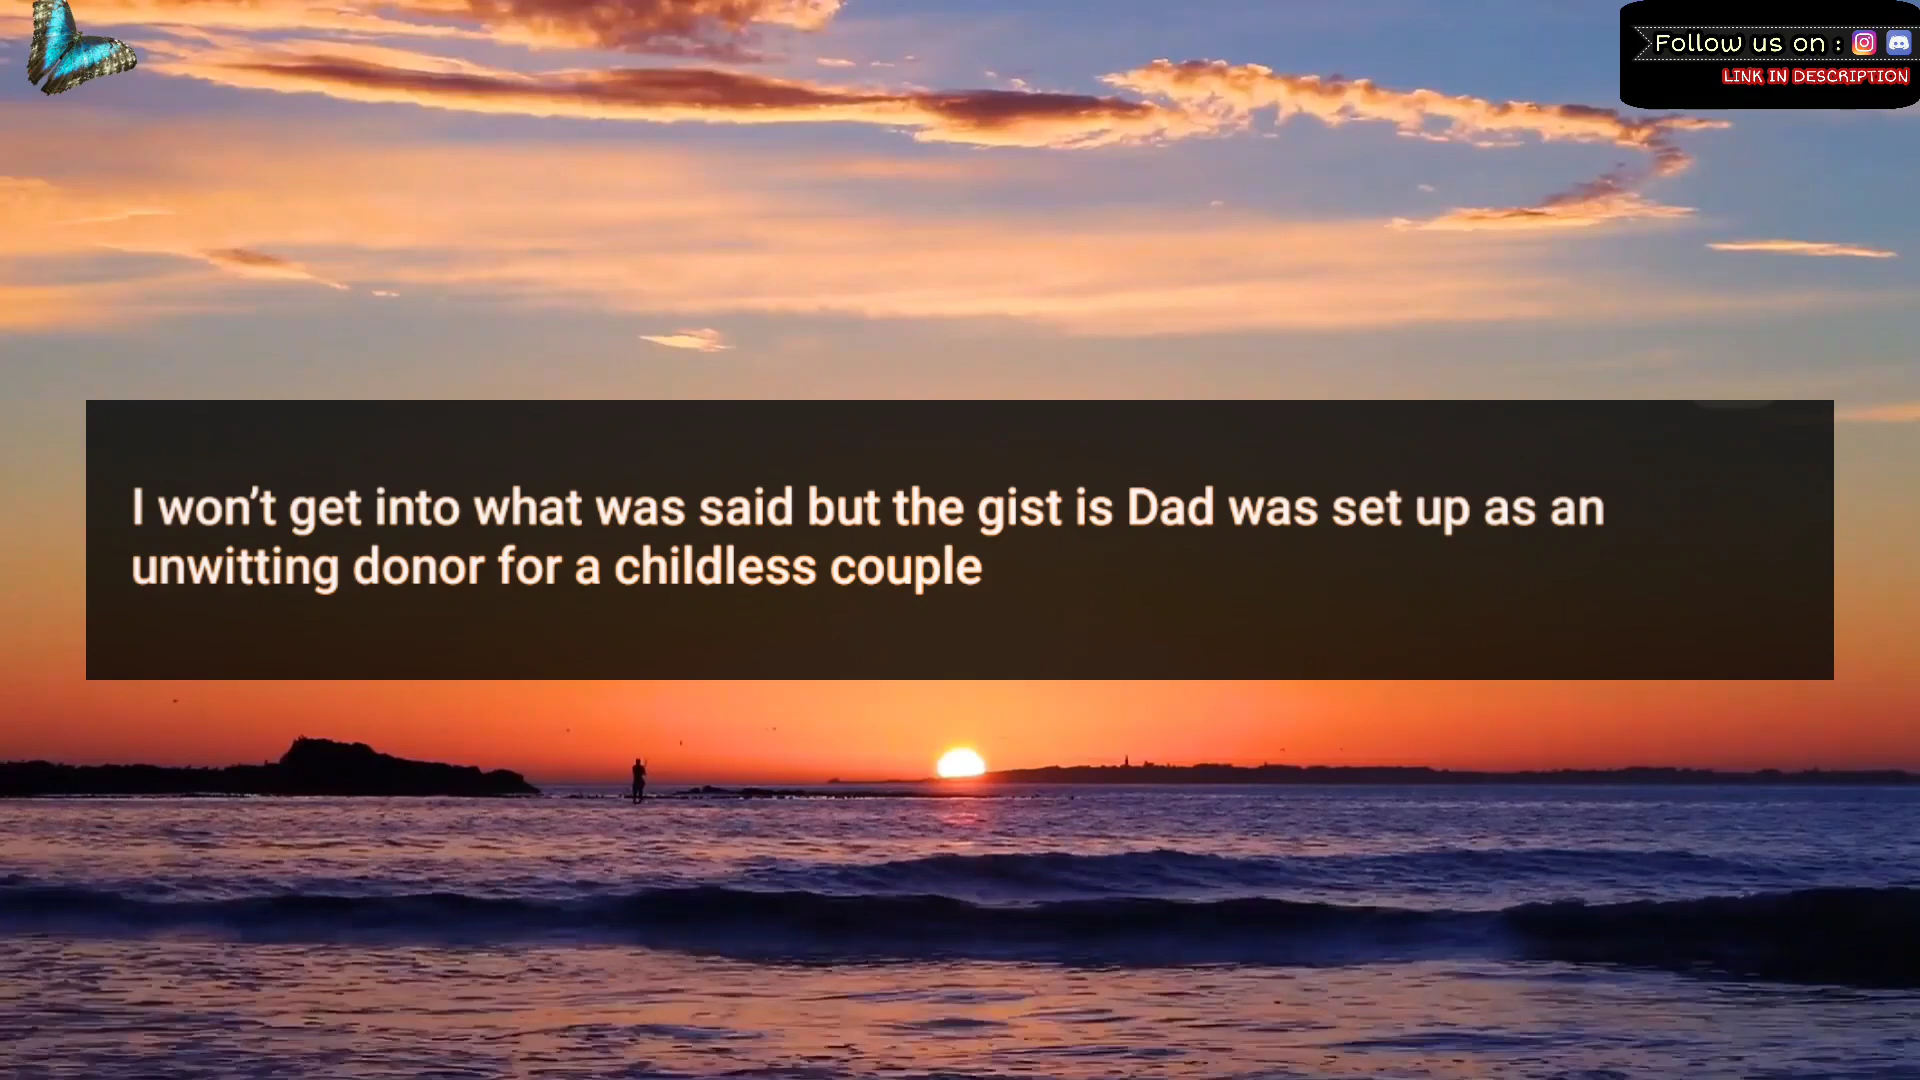 Follow us on :
LINK IN DESCRIPTION
I won’t get into what was said but the gist is Dad was set up as an
unwitting donor for a childless couple